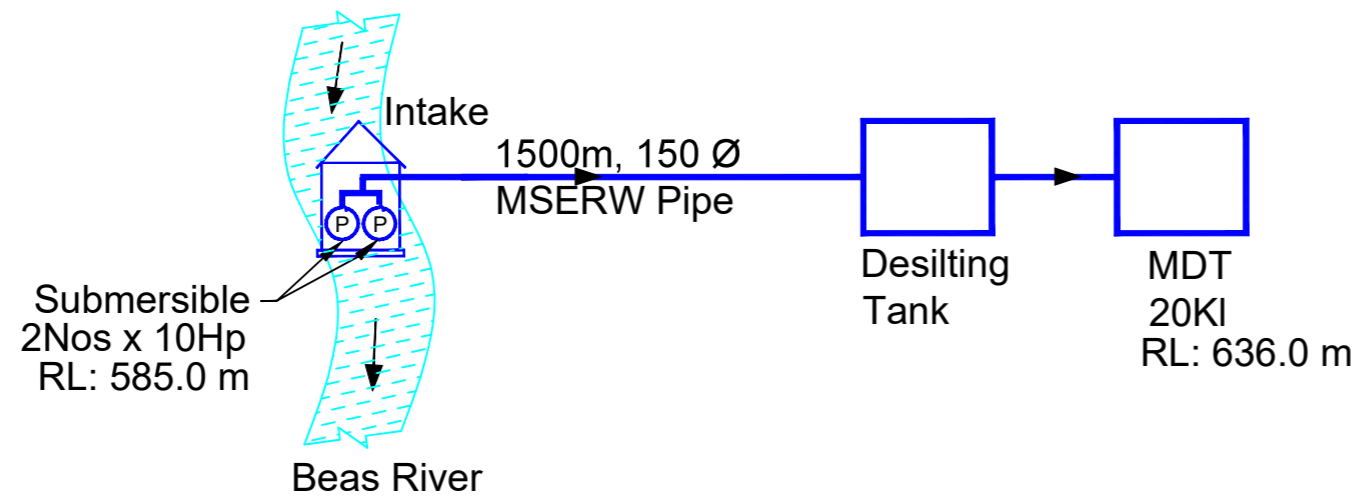 Intake
1500m, 150 Ø
MSERW Pipe
P P
Submersible
2Nos x 10Hp
RL: 585.0 m
Desilting
Tank
MDT
20Kl
RL: 636.0 m
Beas River